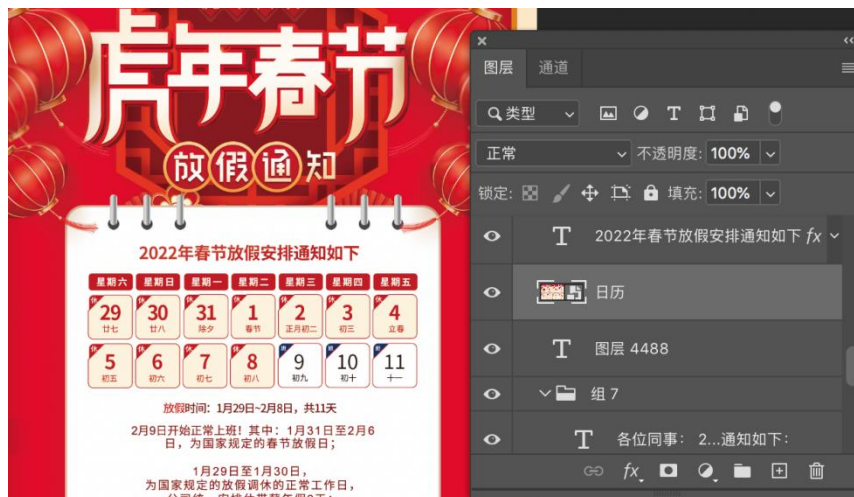 虎年春节
放假通知
2022年春节放假安排通知如下
星期六 星期日 星期一 星期二 星期三 星期四 星期五
休 休 休 休 休 休 休
29 30 31 1 2 3 4
廿七 廿八 除夕 春节 正月初二 初三 立春
休 休 休 休 班 班
5 6 7 8 9 10 11
初五 初六 初七 初八 初九 初十 十一
放假时间：1月29日~2月8日，共11天
2月9日开始正常上班！其中：1月31日至2月6
日，为国家规定的春节放假日；
1月29日至1月30日，
为国家规定的放假调休的正常工作日，
图层 通道
类型
正常 不透明度: 100%
锁定: 填充: 100%
T 2022年春节放假安排通知如下 fx
日历
T 图层 4488
组 7
T 各位同事： 2...通知如下：
fx